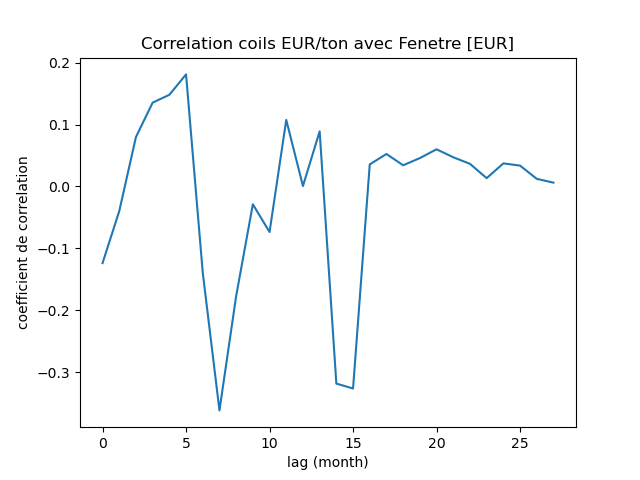 Correlation coils EUR/ton avec Fenetre [EUR]
coefficient de correlation
0.2
0.1
0.0
−0.1
−0.2
−0.3
0 5 10 15 20 25
lag (month)